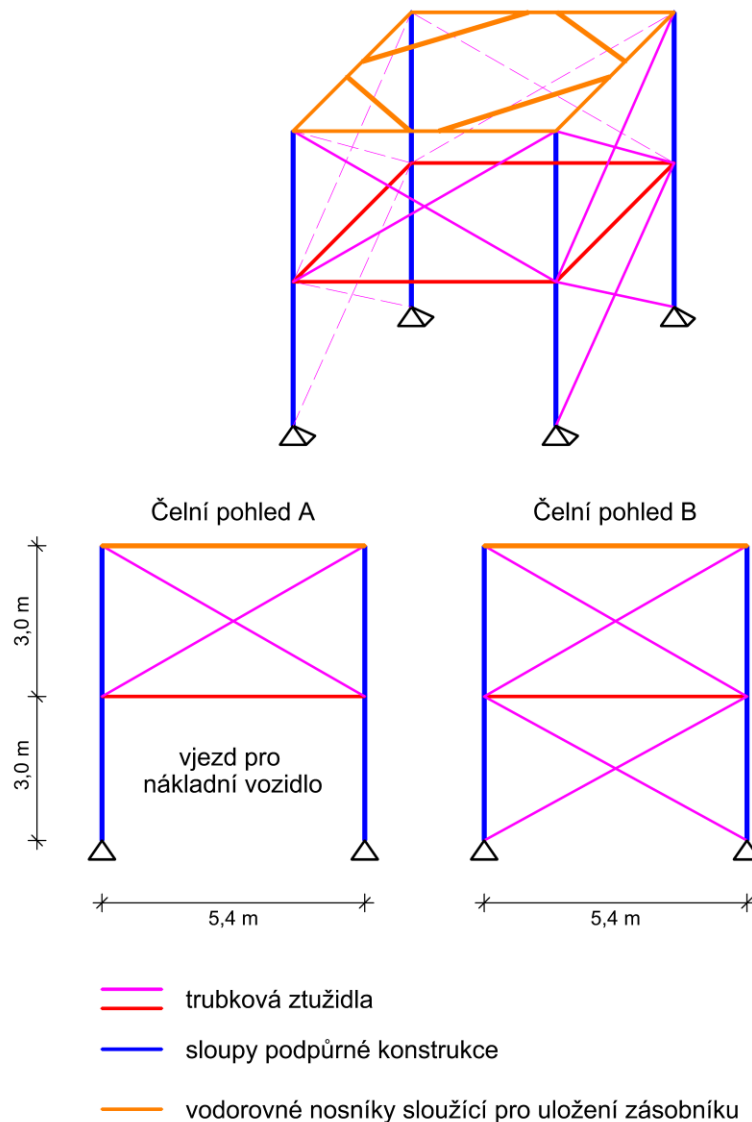 Čelní pohled A
Čelní pohled B
3,0 m
3,0 m
vjezd pro
nákladní vozidlo
5,4 m
5,4 m
trubková ztužidla
sloupy podpůrné konstrukce
vodorovné nosníky sloužící pro uložení zásobníku